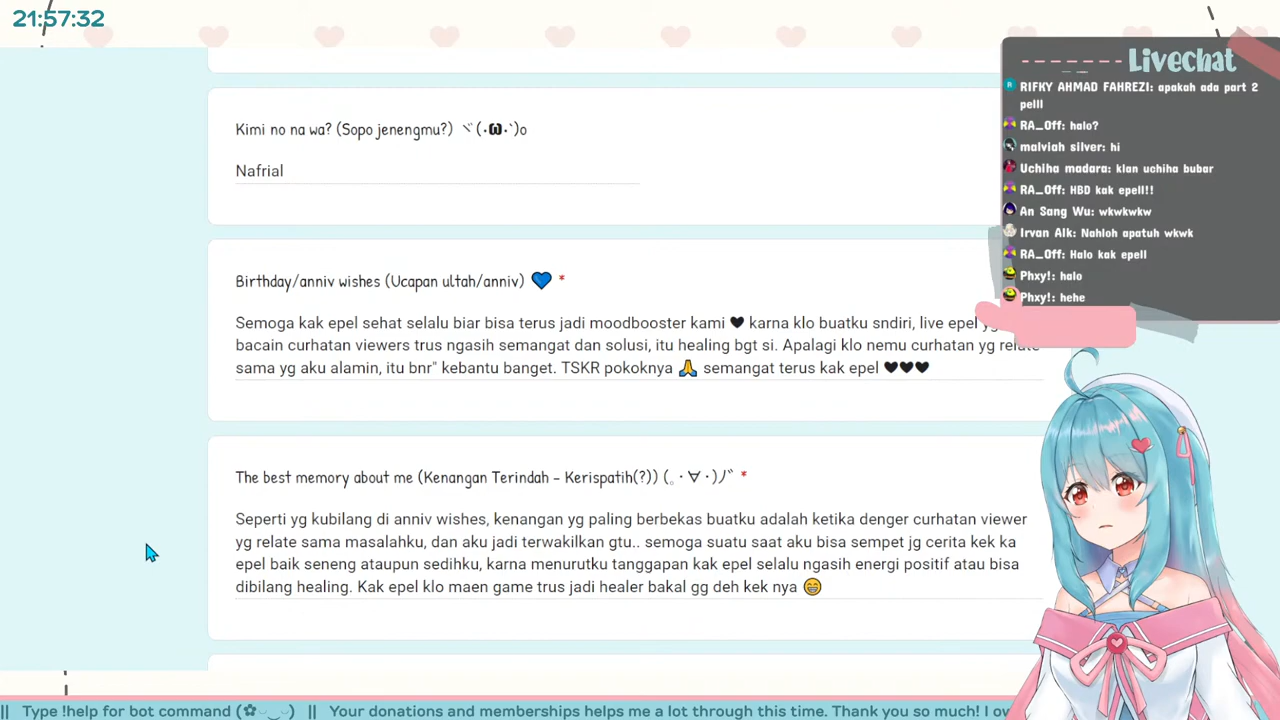 21:57:32
Kimi no na wa? (Sopo jenengmu?) ヾ(･ω･`)o
Nafrial
Birthday/anniv wishes (Ucapan ultah/anniv) 💙 *
Semoga kak epel sehat selalu biar bisa terus jadi moodbooster kami ♥ karna klo buatku sndiri, live epel yg
bacain curhatan viewers trus ngasih semangat dan solusi, itu healing bgt si. Apalagi klo nemu curhatan yg relate
sama yg aku alamin, itu bnr" kebantu banget. TSKR pokoknya 🙏 semangat terus kak epel ♥♥♥
The best memory about me (Kenangan Terindah - Kerispatih(?)) (｡･∀･)ﾉﾞ *
Seperti yg kubilang di anniv wishes, kenangan yg paling berbekas buatku adalah ketika denger curhatan viewer
yg relate sama masalahku, dan aku jadi terwakilkan gtu.. semoga suatu saat aku bisa sempet jg cerita kek ka
epel baik seneng ataupun sedihku, karna menurutku tanggapan kak epel selalu ngasih energi positif atau bisa
dibilang healing. Kak epel klo maen game trus jadi healer bakal gg deh kek nya 😁
Livechat
RIFKY AHMAD FAHREZI: apakah ada part 2
pelll
RA_Off: halo?
malviah silver: hi
Uchiha madara: klan uchiha bubar
RA_Off: HBD kak epell!!
An Sang Wu: wkwkwkw
Irvan Alk: Nahloh apatuh wkwk
RA_Off: Halo kak epell
Phxy!: halo
Phxy!: hehe
|| Type !help for bot command (✿◡‿◡) || Your donations and memberships helps me a lot through this time. Thank you so much! I ow